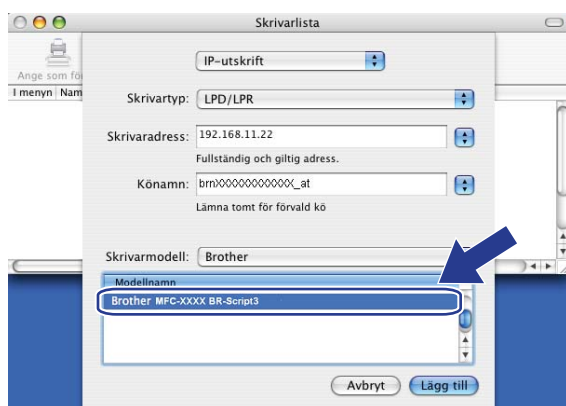 Skrivarlista
IP-utskrift
Ange som för
I menyn Nam
Skrivartyp: LPD/LPR
Skrivaradress: 192.168.11.22
Fullständig och giltig adress.
Könamn: brnXXXXXXXXXXXX_at
Lämna tomt för förvald kö
Skrivarmodell: Brother
Modellnamn
Brother MFC-XXXX BR-Script3
Avbryt Lägg till